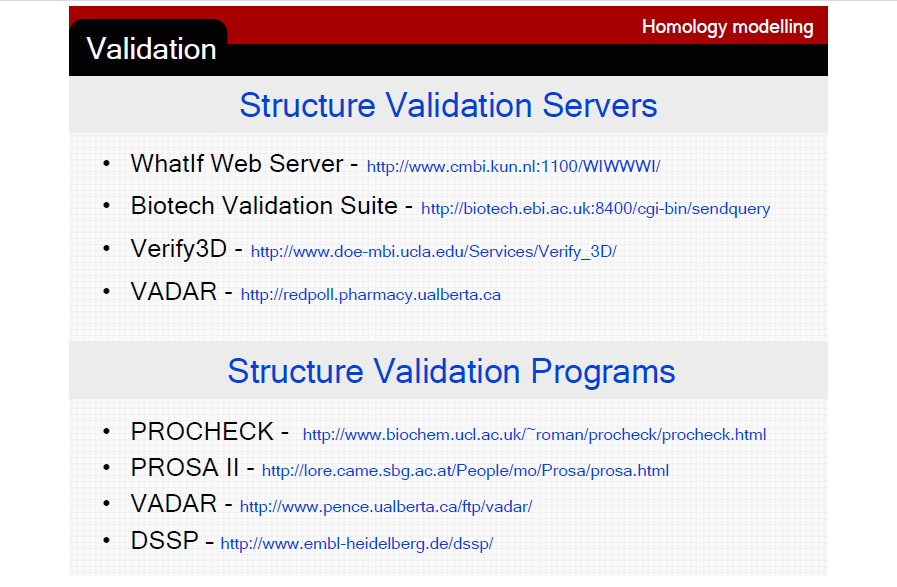 Homology modelling
Validation
Structure Validation Servers
• WhatIf Web Server - http://www.cmbi.kun.nl:1100/WIWWWI/
• Biotech Validation Suite - http://biotech.ebi.ac.uk:8400/cgi-bin/sendquery
• Verify3D - http://www.doe-mbi.ucla.edu/Services/Verify_3D/
• VADAR - http://redpoll.pharmacy.ualberta.ca
Structure Validation Programs
• PROCHECK - http://www.biochem.ucl.ac.uk/~roman/procheck/procheck.html
• PROSA II - http://lore.came.sbg.ac.at/People/mo/Prosa/prosa.html
• VADAR - http://www.pence.ualberta.ca/ftp/vadar/
• DSSP – http://www.embl-heidelberg.de/dssp/